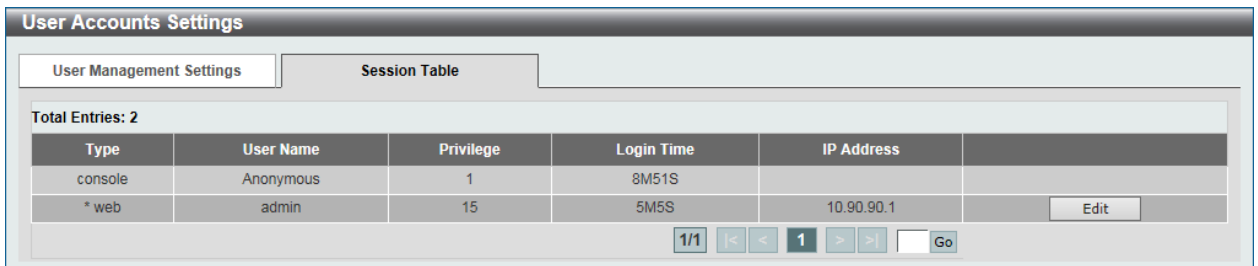 User Accounts Settings
User Management Settings Session Table
Total Entries: 2
Type User Name Privilege Login Time IP Address
console Anonymous 1 8M51S
* web admin 15 5M5S 10.90.90.1 Edit
1/1 |< < 1 > >| Go